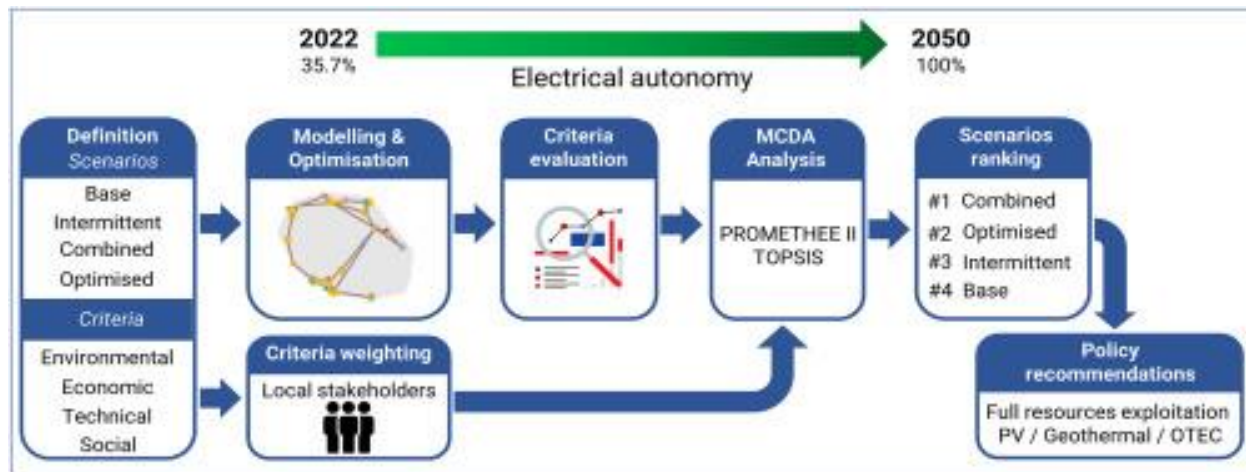 2022
35.7%
Electrical autonomy
2050
100%
Definition
Scenarios
Base
Intermittent
Combined
Optimised
Criteria
Environmental
Economic
Technical
Social
Modelling &
Optimisation
Criteria weighting
Local stakeholders
Criteria
evaluation
MCDA
Analysis
PROMETHEE II
TOPSIS
Scenarios
ranking
#1 Combined
#2 Optimised
#3 Intermittent
#4 Base
Policy
recommendations
Full resources exploitation
PV / Geothermal / OTEC